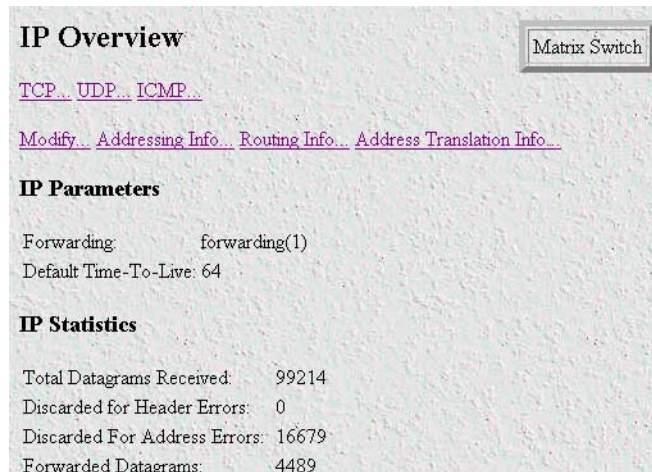 IP Overview
Matrix Switch
TCP... UDP... ICMP...
Modify... Addressing Info... Routing Info... Address Translation Info...
IP Parameters
Forwarding: forwarding(1)
Default Time-To-Live: 64
IP Statistics
Total Datagrams Received: 99214
Discarded for Header Errors: 0
Discarded For Address Errors: 16679
Forwarded Datagrams: 4489